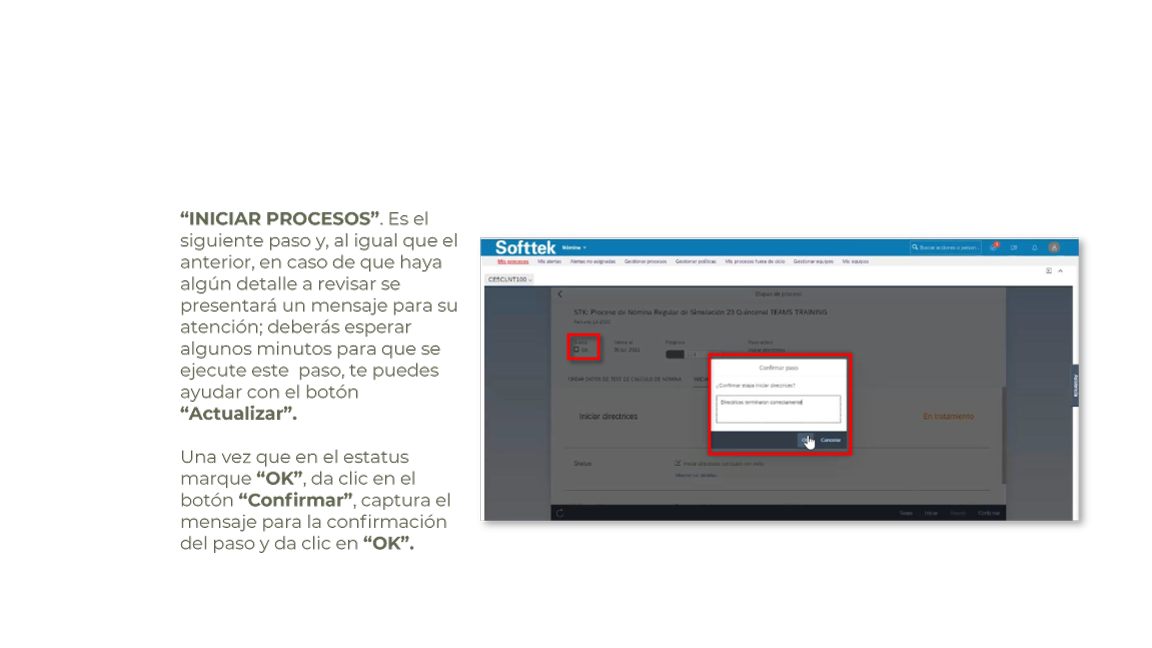 “INICIAR PROCESOS”. Es el
siguiente paso y, al igual que el
anterior, en caso de que haya
algún detalle a revisar se
presentará un mensaje para su
atención; deberás esperar
algunos minutos para que se
ejecute este paso, te puedes
ayudar con el botón
“Actualizar”.
Una vez que en el estatus
marque “OK”, da clic en el
botón “Confirmar”, captura el
mensaje para la confirmación
del paso y da clic en “OK”.
Softtek Nómina
Mis procesos Mis alertas Alertas no asignadas Gestionar procesos Gestionar políticas Mis procesos fuera de ciclo Gestionar equipos Mis equipos
CESCUNT100
Etapas de proceso
STK: Proceso de Nómina Regular de Simulación 23 Quincenal TEAMS TRAINING
Confirmar paso
¿Confirmar etapa Iniciar directrices?
Directrices terminaron correctamente
Cancelar
Iniciar directrices
En tratamiento
Status
Iniciar
Confirmar